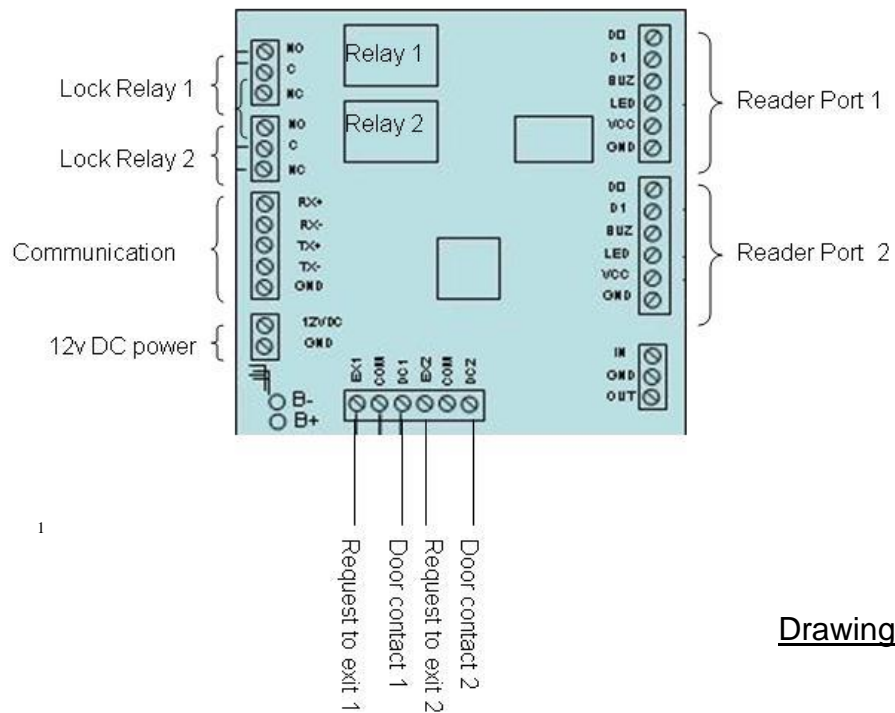 Lock Relay 1
NO
C
NC
Lock Relay 2
NO
C
NC
Communication
RX+
RX-
TX+
TX-
GND
12v DC power
12VDC
GND
B-
B+
Relay 1
Relay 2
D0
D1
BUZ
LED
VCC
GND
Reader Port 1
D0
D1
BUZ
LED
VCC
GND
Reader Port 2
IN
GND
OUT
EX1
COM
DC1
EX2
COM
DC2
Request to exit 1
Door contact 1
Request to exit 2
Door contact 2
1
Drawing